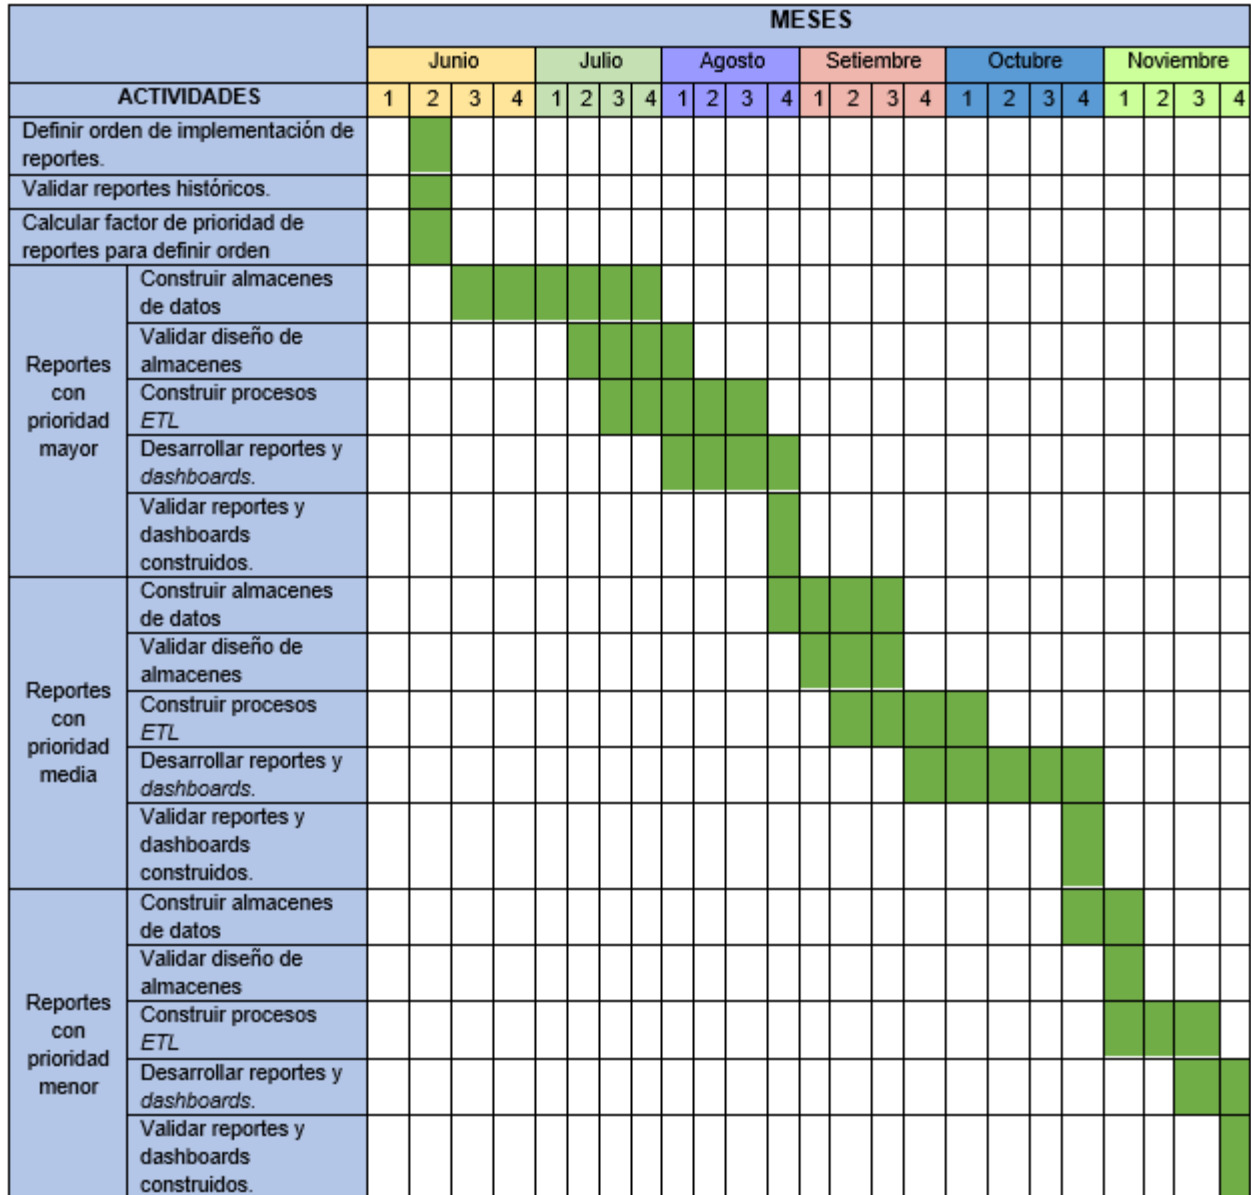 MESES
Junio Julio Agosto Setiembre Octubre Noviembre
ACTIVIDADES 1 2 3 4 1 2 3 4 1 2 3 4 1 2 3 4 1 2 3 4 1 2 3 4
Definir orden de implementación de
reportes.
Validar reportes históricos.
Calcular factor de prioridad de
reportes para definir orden
Reportes
con
prioridad
mayor
Construir almacenes
de datos
Validar diseño de
almacenes
Construir procesos
ETL
Desarrollar reportes y
dashboards.
Validar reportes y
dashboards
construidos.
Reportes
con
prioridad
media
Construir almacenes
de datos
Validar diseño de
almacenes
Construir procesos
ETL
Desarrollar reportes y
dashboards.
Validar reportes y
dashboards
construidos.
Reportes
con
prioridad
menor
Construir almacenes
de datos
Validar diseño de
almacenes
Construir procesos
ETL
Desarrollar reportes y
dashboards.
Validar reportes y
dashboards
construidos.